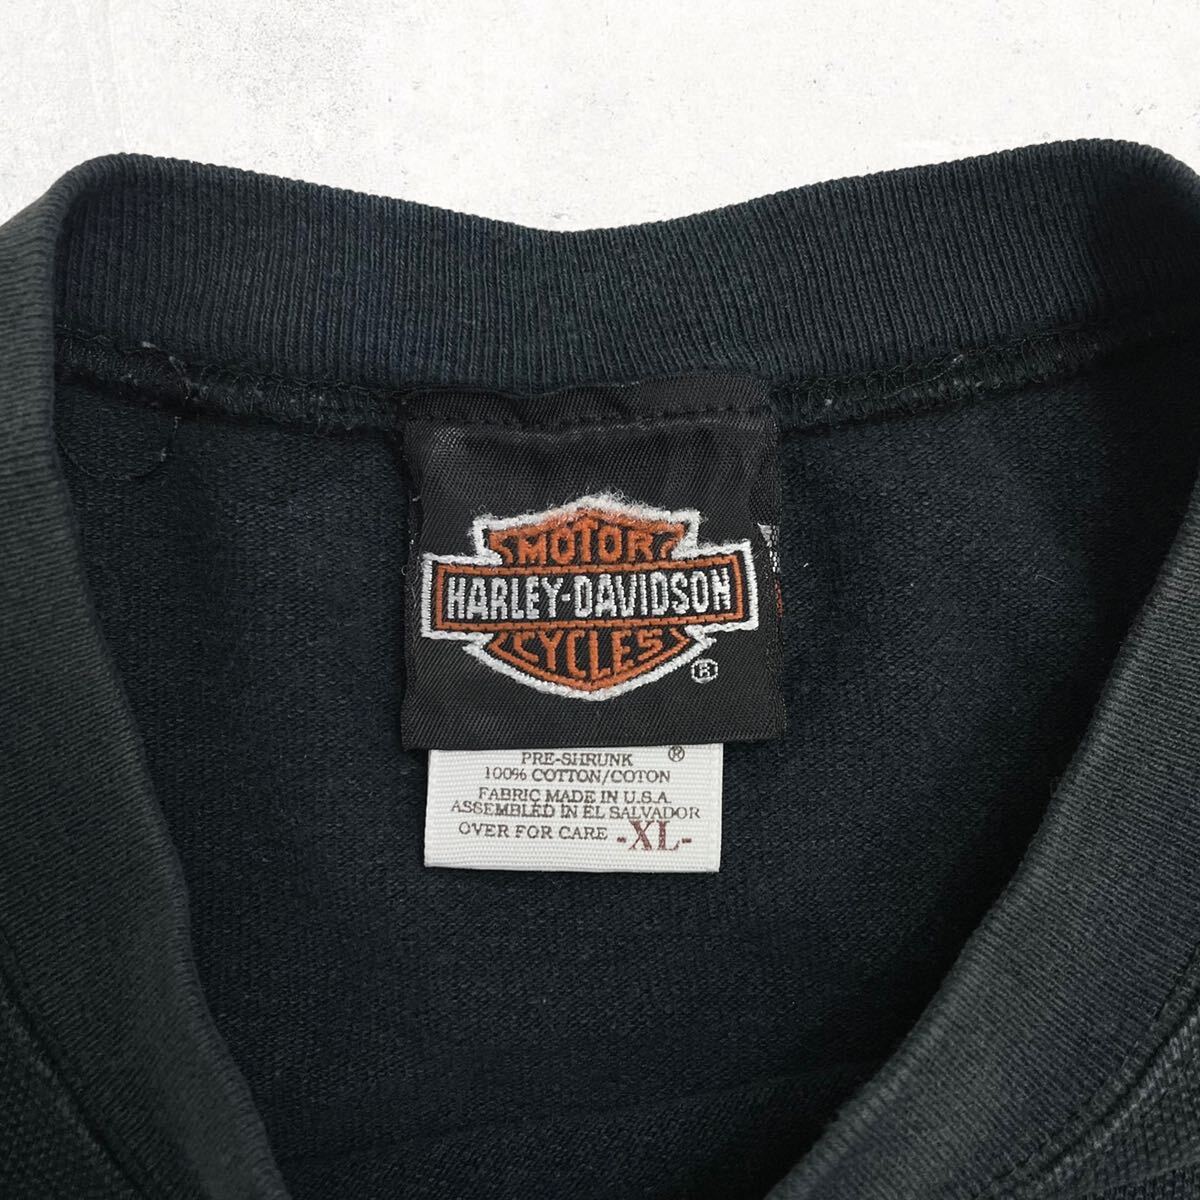 MOTOR
HARLEY-DAVIDSON
CYCLES
®
PRE-SHRUNK ®
100% COTTON/COTON
FABRIC MADE IN U.S.A.
ASSEMBLED IN EL SALVADOR
OVER FOR CARE -XL-